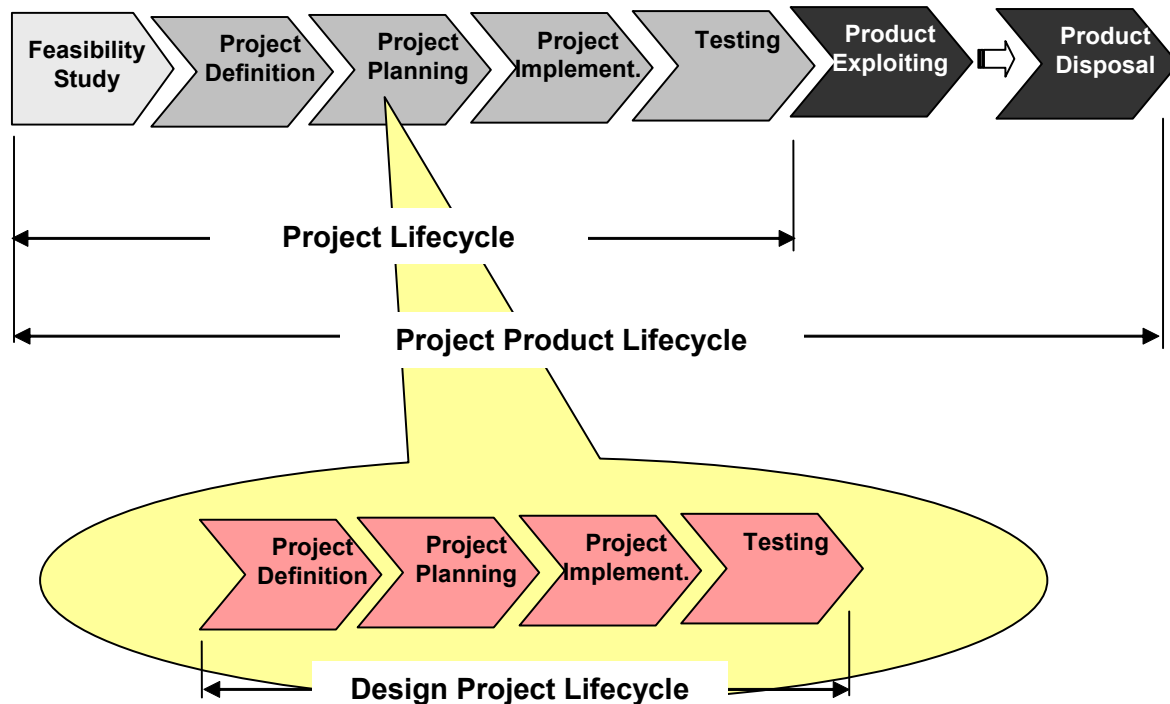 Feasibility
Study
Project
Definition
Project
Planning
Project
Implement.
Testing
Product
Exploiting
Product
Disposal
Project Lifecycle
Project Product Lifecycle
Project
Definition
Project
Planning
Project
Implement.
Testing
Design Project Lifecycle